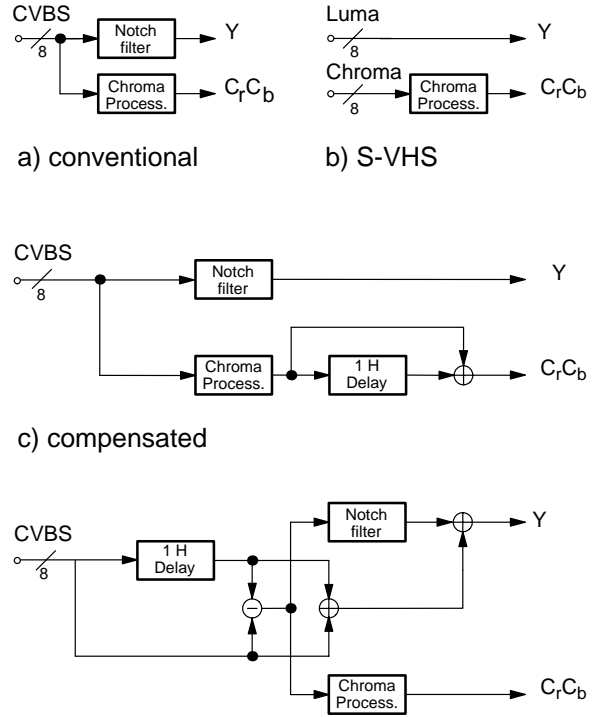 CVBS
8
Notch
filter
Y
Chroma
Process.
CrCb
a) conventional
Luma
8
Y
Chroma
8
Chroma
Process.
CrCb
b) S-VHS
CVBS
8
Notch
filter
Y
Chroma
Process.
1 H
Delay
CrCb
c) compensated
CVBS
8
1 H
Delay
Notch
filter
Y
Chroma
Process.
CrCb